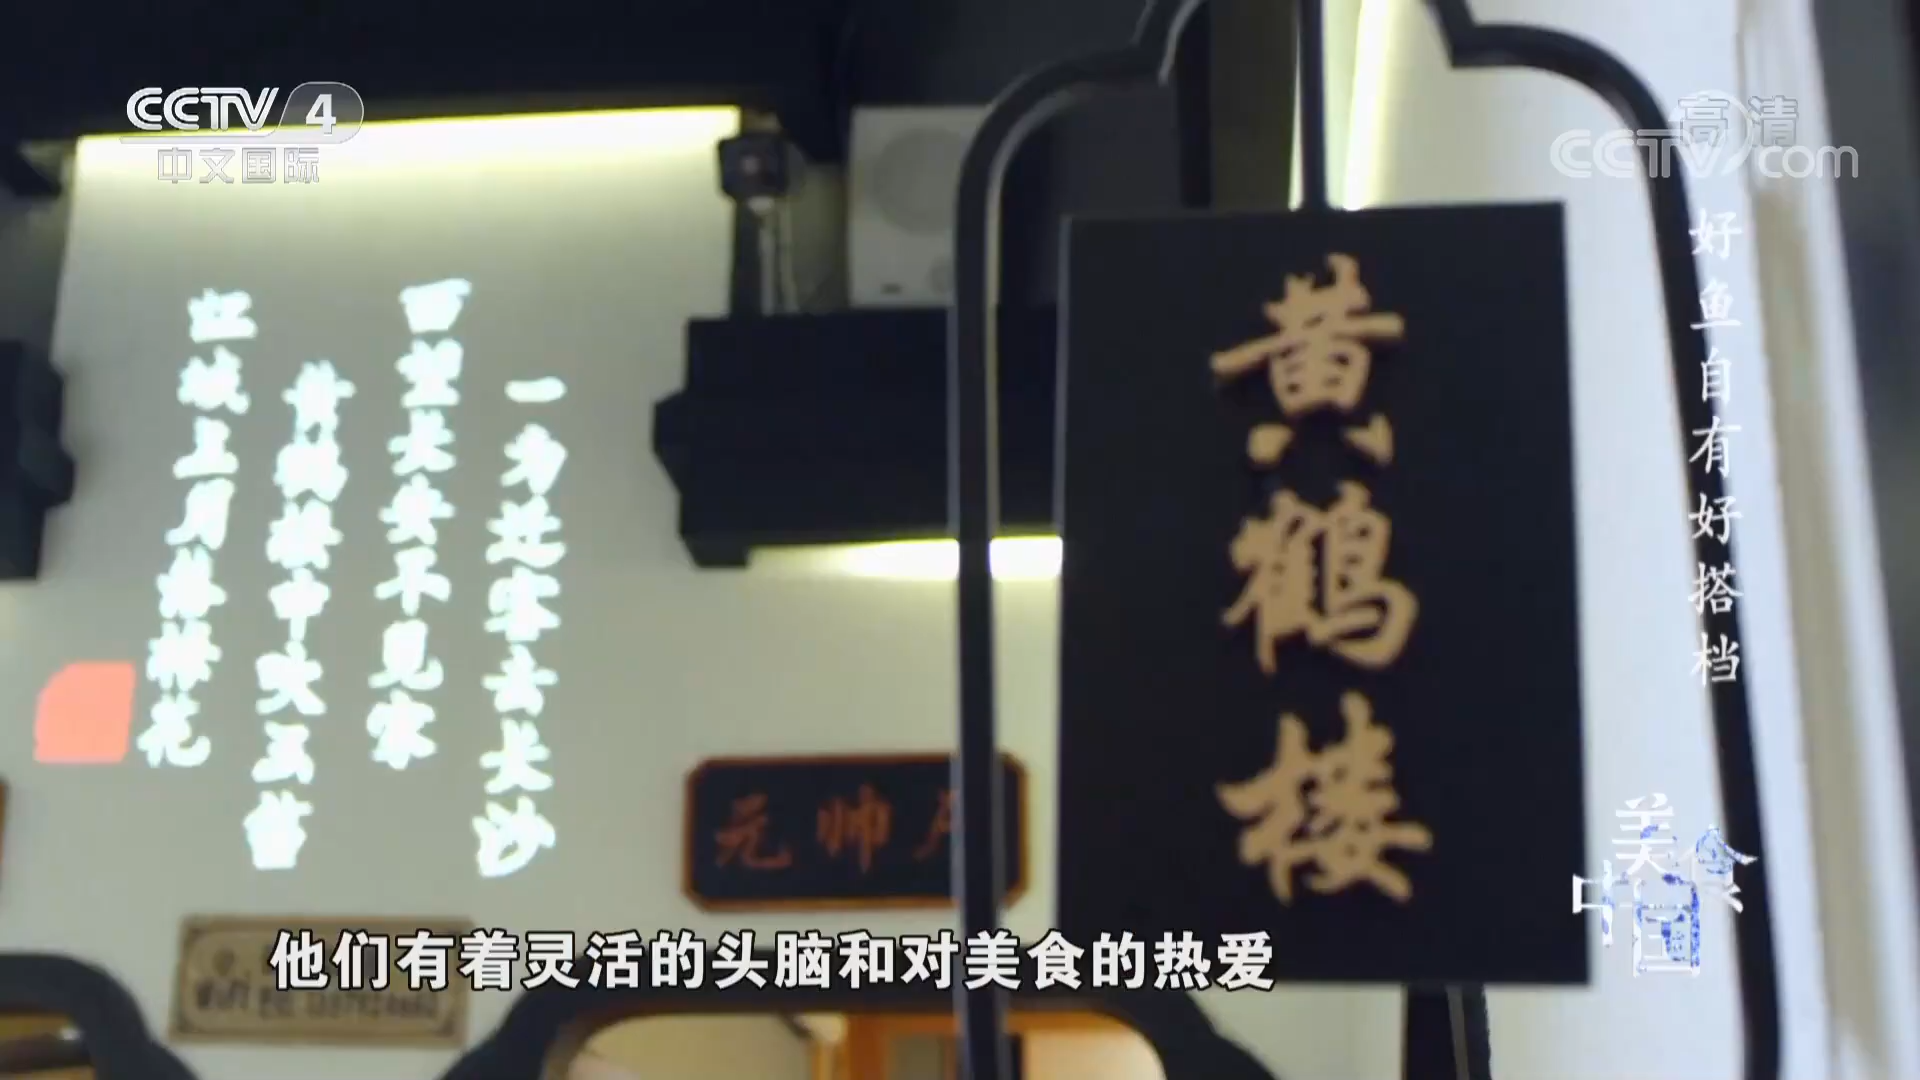 CCTV 4
中文国际
高清
CCTV.com
好鱼自有好搭档
黄鹤楼
一为迁客去长沙
西望长安不见家
黄鹤楼中吹玉笛
江城上月落梅花
元帅
美食中国
他们有着灵活的头脑和对美食的热爱